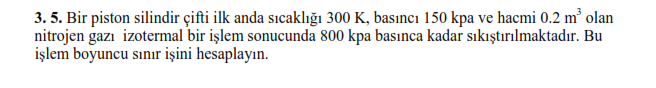 3. 5. Bir piston silindir çifti ilk anda sıcaklığı 300 K, basıncı 150 kpa ve hacmi 0.2 m³ olan
nitrojen gazı izotermal bir işlem sonucunda 800 kpa basınca kadar sıkıştırılmaktadır. Bu
işlem boyuncu sınır işini hesaplayın.